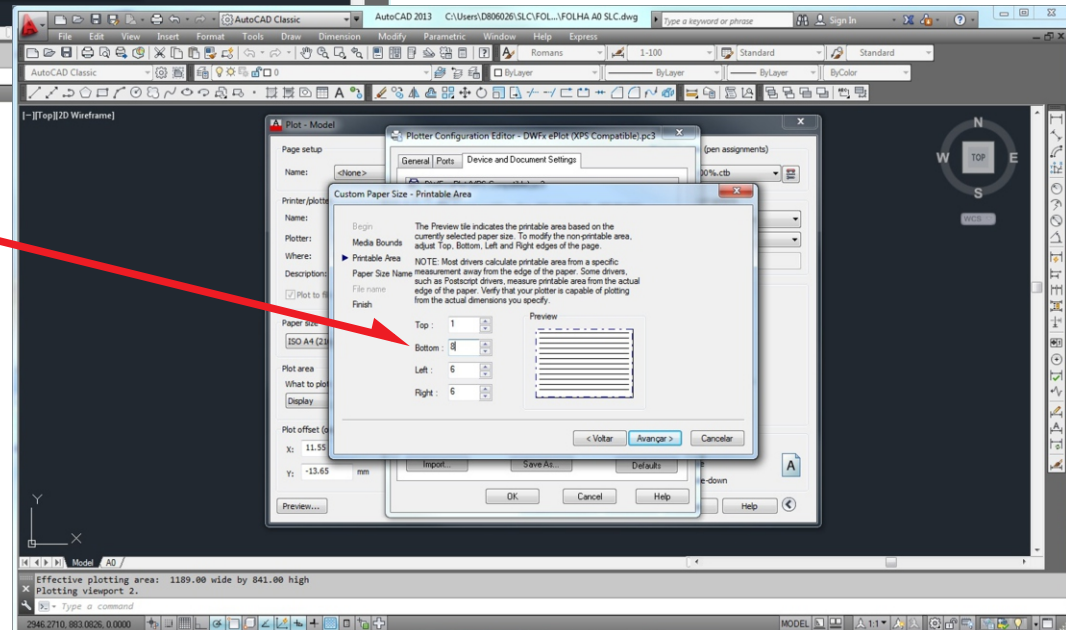 AutoCAD Classic
AutoCAD 2013 C:\Users\D806026\SLC\FOL...\FOLHA A0 SLC.dwg
Type a keyword or phrase
Sign In
File Edit View Insert Format Tools Draw Dimension Modify Parametric Window Help Express
Romans 1-100 Standard Standard
AutoCAD Classic 0 ByLayer ByLayer ByLayer ByColor
[−][Top][2D Wireframe]
N
W TOP E
S
WCS
Plot - Model
Page setup
Name: <None>
Printer/plotte
Name:
Plotter:
Where:
Description:
Plot to fi
Paper size
ISO A4 (21
Plot area
What to plot
Display
Plot offset (o
X: 11.55
Y: -13.65 mm
Preview...
(pen assignments)
00%.ctb
e-down
Help
Plotter Configuration Editor - DWFx ePlot (XPS Compatible).pc3
General Ports Device and Document Settings
Import... Save As... Defaults
OK Cancel Help
Custom Paper Size - Printable Area
Begin
Media Bounds
Printable Area
Paper Size Name
File name
Finish
The Preview tile indicates the printable area based on the
currently selected paper size. To modify the non-printable area,
adjust Top, Bottom, Left and Right edges of the page.
NOTE: Most drivers calculate printable area from a specific
measurement away from the edge of the paper. Some drivers,
such as Postscript drivers, measure printable area from the actual
edge of the paper. Verify that your plotter is capable of plotting
from the actual dimensions you specify.
Top : 1
Bottom : 8
Left : 6
Right : 6
Preview
< Voltar Avançar > Cancelar
Y
X
Model A0
Effective plotting area: 1189.00 wide by 841.00 high
Plotting viewport 2.
Type a command
2946.2710, 883.0826, 0.0000
MODEL 1:1